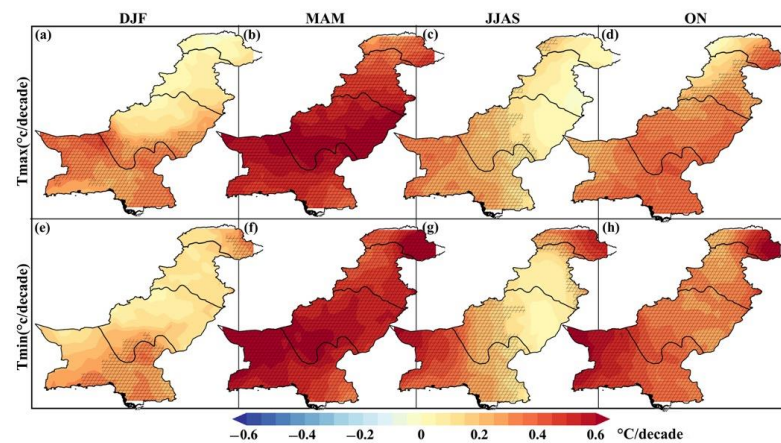 DJF MAM JJAS ON
(a) (b) (c) (d)
Tmax(°c/decade)
(e) (f) (g) (h)
Tmin(°c/decade)
−0.6 −0.4 −0.2 0 0.2 0.4 0.6 °C/decade